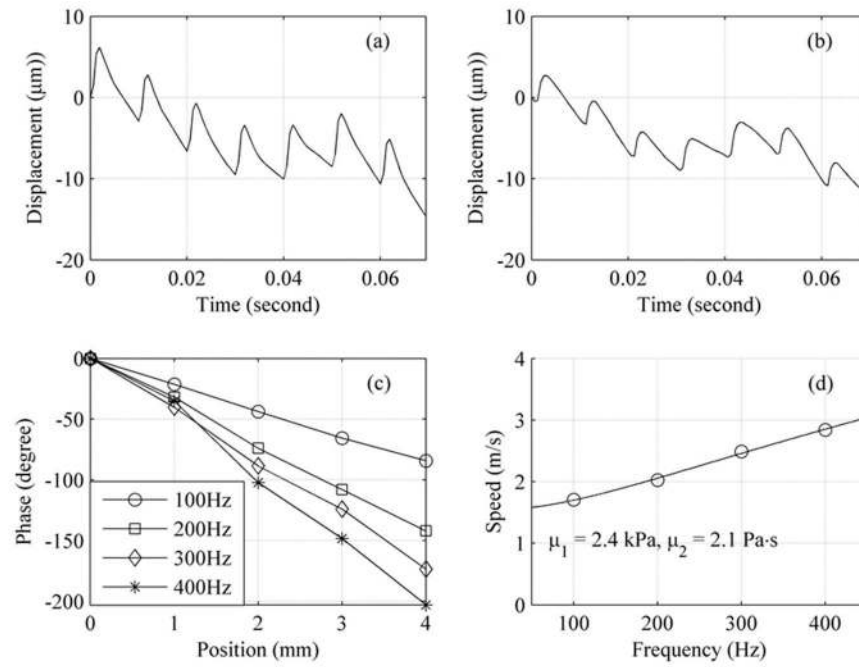 10
0
-10
-20
Displacement (μm))
(a)
0
0.02
0.04
0.06
Time (second)
10
0
-10
-20
Displacement (μm))
(b)
0
0.02
0.04
0.06
Time (second)
0
-50
-100
-150
-200
Phase (degree)
(c)
100Hz
200Hz
300Hz
400Hz
0
1
2
3
4
Position (mm)
4
3
2
1
0
Speed (m/s)
(d)
μ1 = 2.4 kPa, μ2 = 2.1 Pa·s
100
200
300
400
Frequency (Hz)